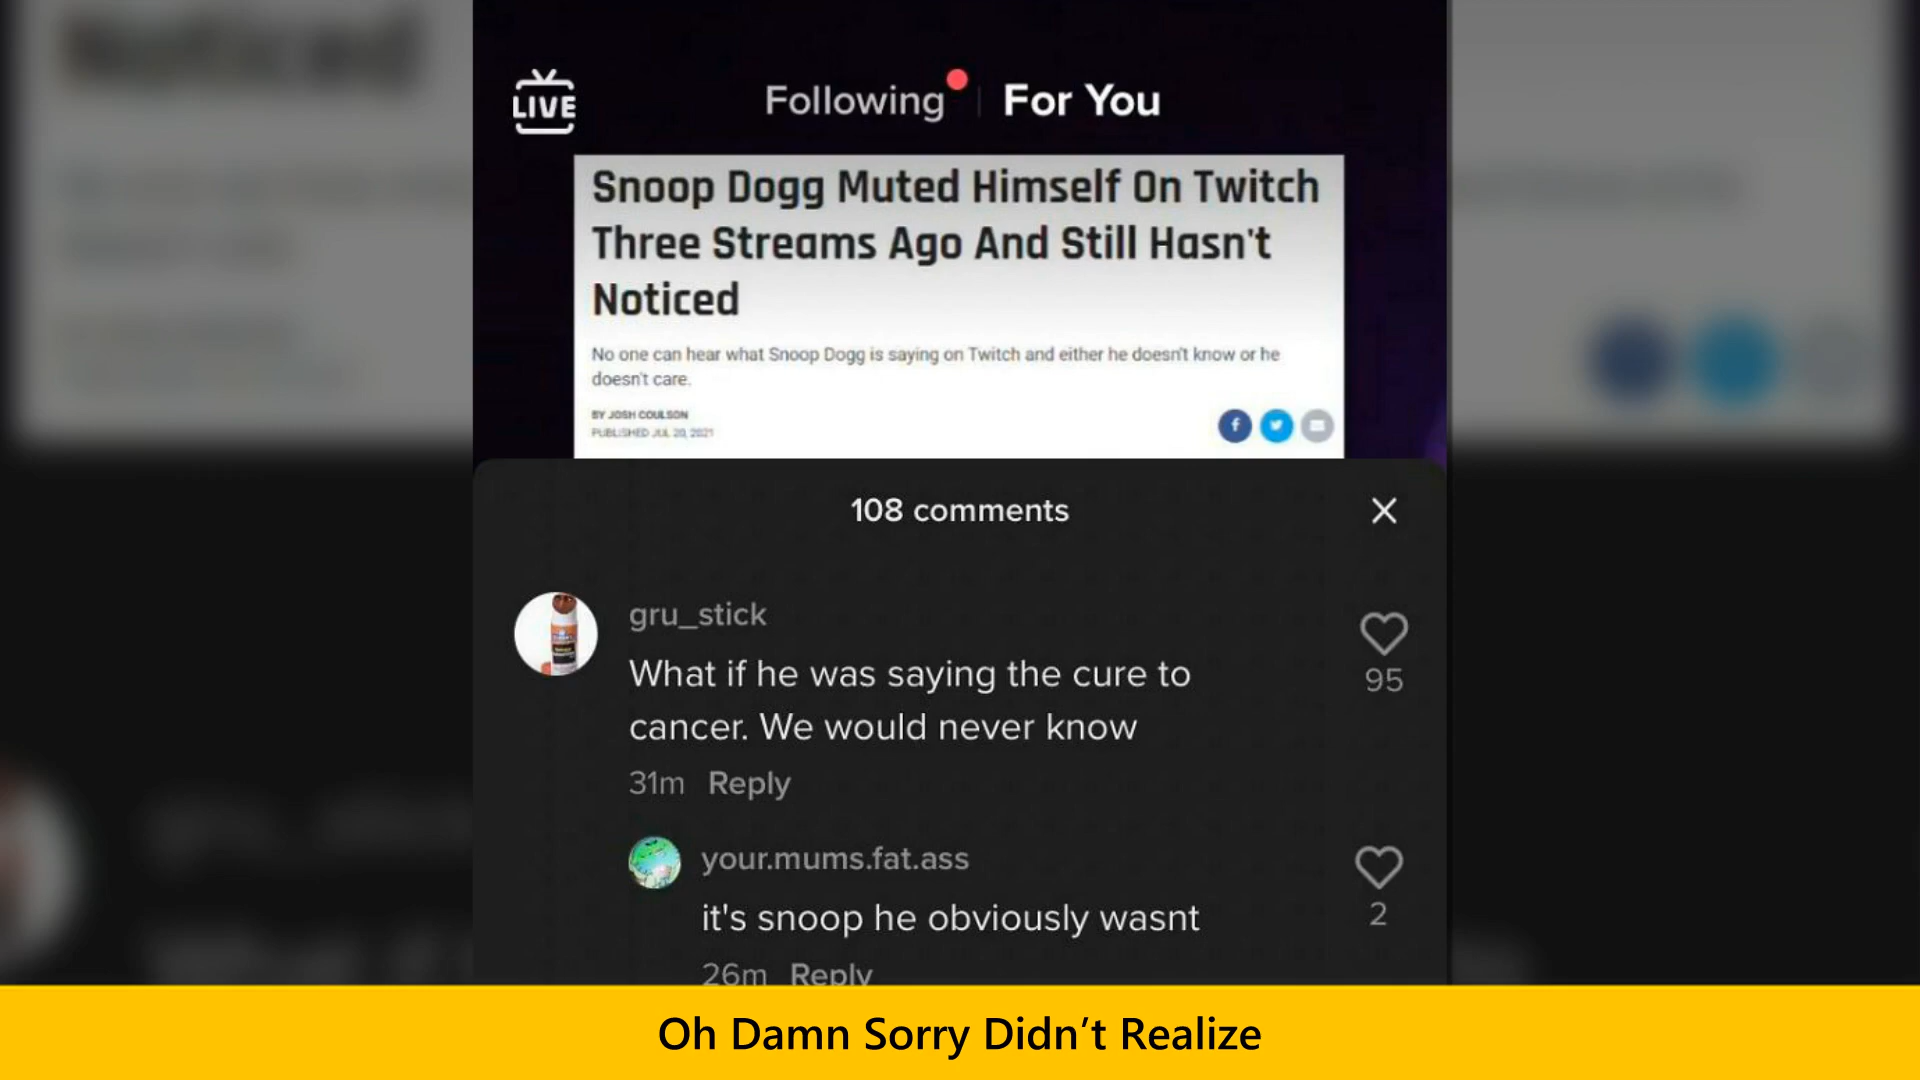 LIVE
Following
For You
Snoop Dogg Muted Himself On Twitch
Three Streams Ago And Still Hasn't
Noticed
No one can hear what Snoop Dogg is saying on Twitch and either he doesn't know or he
doesn't care.
BY JOSH COULSON
PUBLISHED JUL 20, 2021
108 comments
gru_stick
What if he was saying the cure to
cancer. We would never know
95
31m Reply
your.mums.fat.ass
it's snoop he obviously wasnt
2
26m Reply
Oh Damn Sorry Didn’t Realize